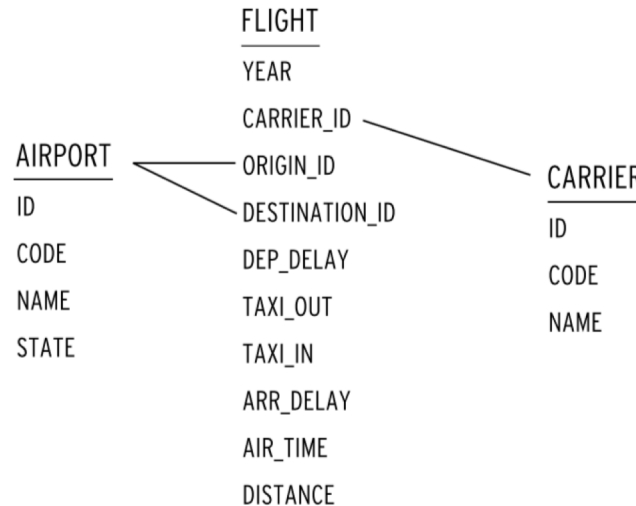 FLIGHT
YEAR
CARRIER_ID
ORIGIN_ID
DESTINATION_ID
DEP_DELAY
TAXI_OUT
TAXI_IN
ARR_DELAY
AIR_TIME
DISTANCE
AIRPORT
ID
CODE
NAME
STATE
CARRIER
ID
CODE
NAME